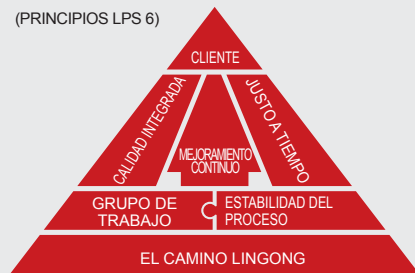 (PRINCIPIOS LPS 6)
CLIENTE
CALIDAD INTEGRADA
MEJORAMIENTO
CONTINUO
JUSTO A TIEMPO
GRUPO DE
TRABAJO
ESTABILIDAD DEL
PROCESO
EL CAMINO LINGONG